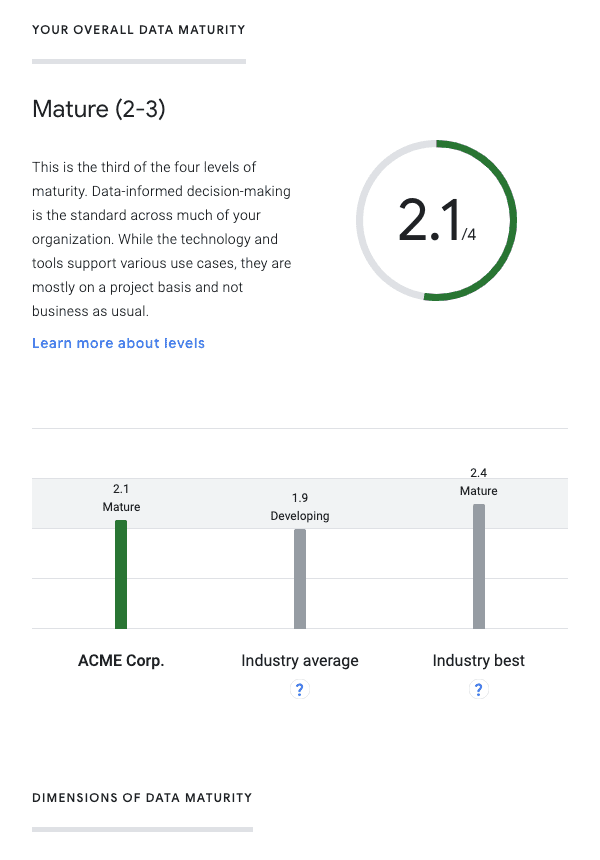 YOUR OVERALL DATA MATURITY
Mature (2-3)
This is the third of the four levels of
maturity. Data-informed decision-making
is the standard across much of your
organization. While the technology and
tools support various use cases, they are
mostly on a project basis and not
business as usual.
Learn more about levels
2.1/4
2.1
Mature
1.9
Developing
2.4
Mature
ACME Corp.
Industry average
?
Industry best
?
DIMENSIONS OF DATA MATURITY